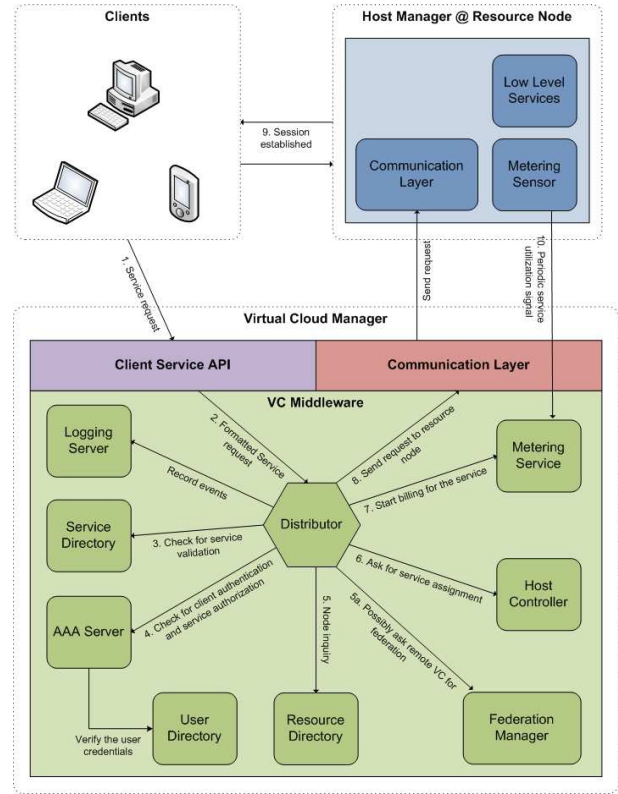 Clients
Host Manager @ Resource Node
Low Level
Services
9. Session
established
Communication
Layer
Metering
Sensor
1. Service request
Send request
10. Periodic service
utilization signal
Virtual Cloud Manager
Client Service API
Communication Layer
VC Middleware
Logging
Server
2. Formatted Service
request
8. Send request to resource
node
Metering
Service
Record events
7. Start billing for the service
Distributor
Service
Directory
3. Check for service
validation
6. Ask for service assignment
Host
Controller
AAA Server
4. Check for client authentication
and service authorization
5. Node inquiry
5a. Possibly ask remote VC for
federation
User
Directory
Resource
Directory
Federation
Manager
Verify the user
credentials